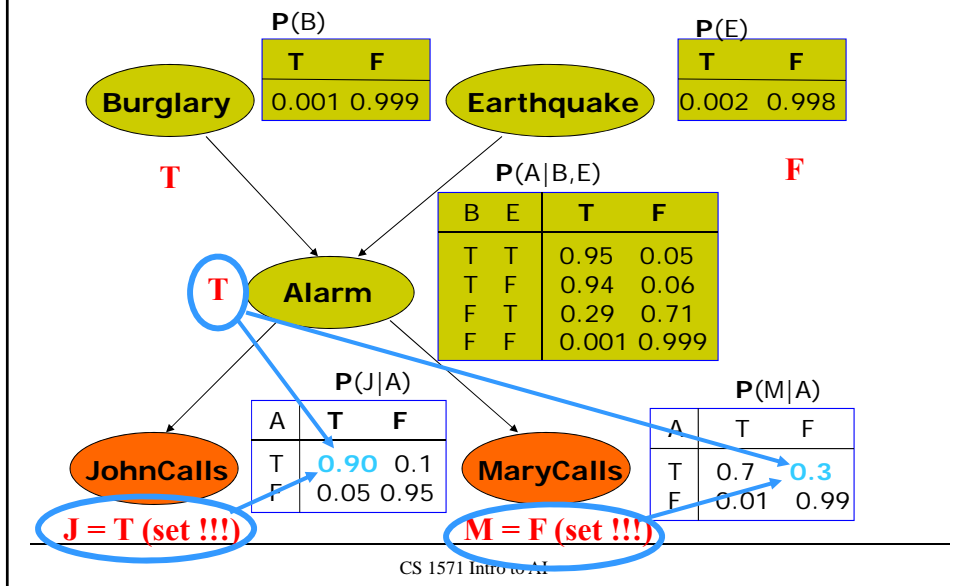 P(B)
T F
0.001 0.999
Burglary
T
P(E)
T F
0.002 0.998
Earthquake
F
P(A|B,E)
B E T F
T T 0.95 0.05
T F 0.94 0.06
F T 0.29 0.71
F F 0.001 0.999
T
Alarm
P(J|A)
A T F
T 0.90 0.1
F 0.05 0.95
JohnCalls
J = T (set !!!)
P(M|A)
A T F
T 0.7 0.3
F 0.01 0.99
MaryCalls
M = F (set !!!)
CS 1571 Intro to AI